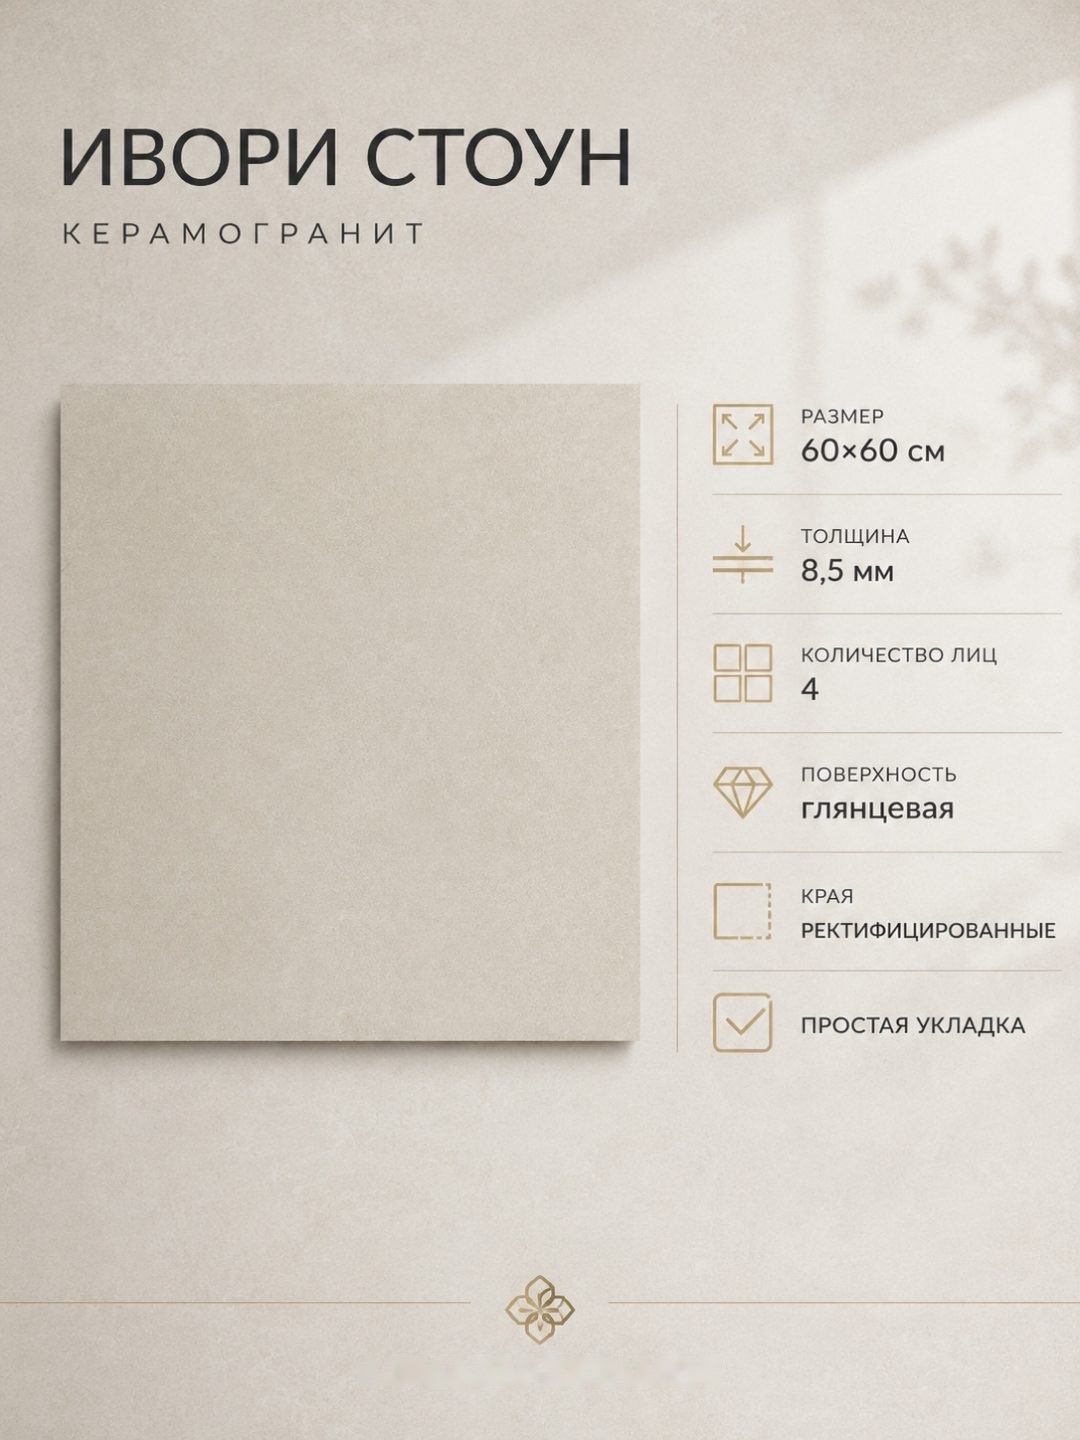 ИВОРИ СТОУН
КЕРАМОГРАНИТ
РАЗМЕР
60×60 см
ТОЛЩИНА
8,5 мм
КОЛИЧЕСТВО ЛИЦ
4
ПОВЕРХНОСТЬ
глянцевая
КРАЯ
РЕКТИФИЦИРОВАННЫЕ
ПРОСТАЯ УКЛАДКА